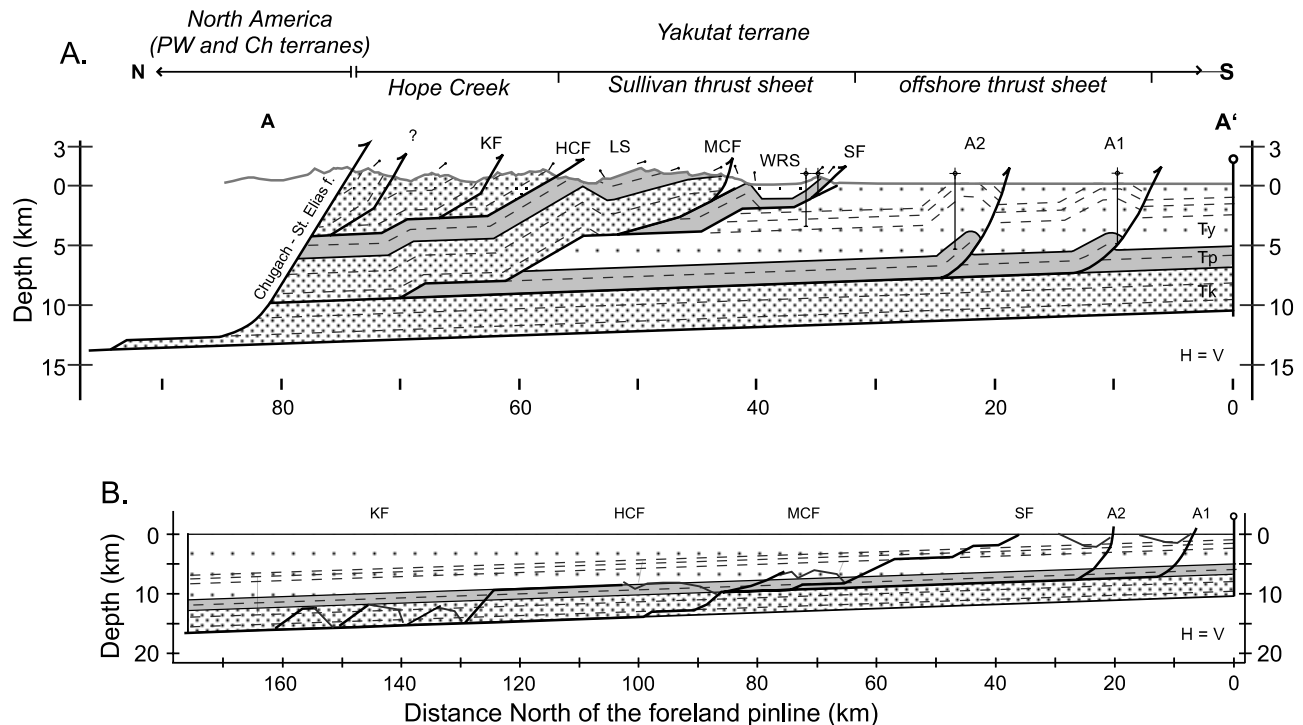 North America
(PW and Ch terranes)
Yakutat terrane
A.
N
S
Hope Creek
Sullivan thrust sheet
offshore thrust sheet
A
A'
?
KF
HCF
LS
MCF
WRS
SF
A2
A1
3
0
5
10
15
Depth (km)
Chugach - St. Elias f.
Ty
Tp
Tk
3
0
5
10
15
H = V
80
60
40
20
0
B.
KF
HCF
MCF
SF
A2
A1
0
10
20
Depth (km)
0
10
20
H = V
160
140
120
100
80
60
40
20
0
Distance North of the foreland pinline (km)